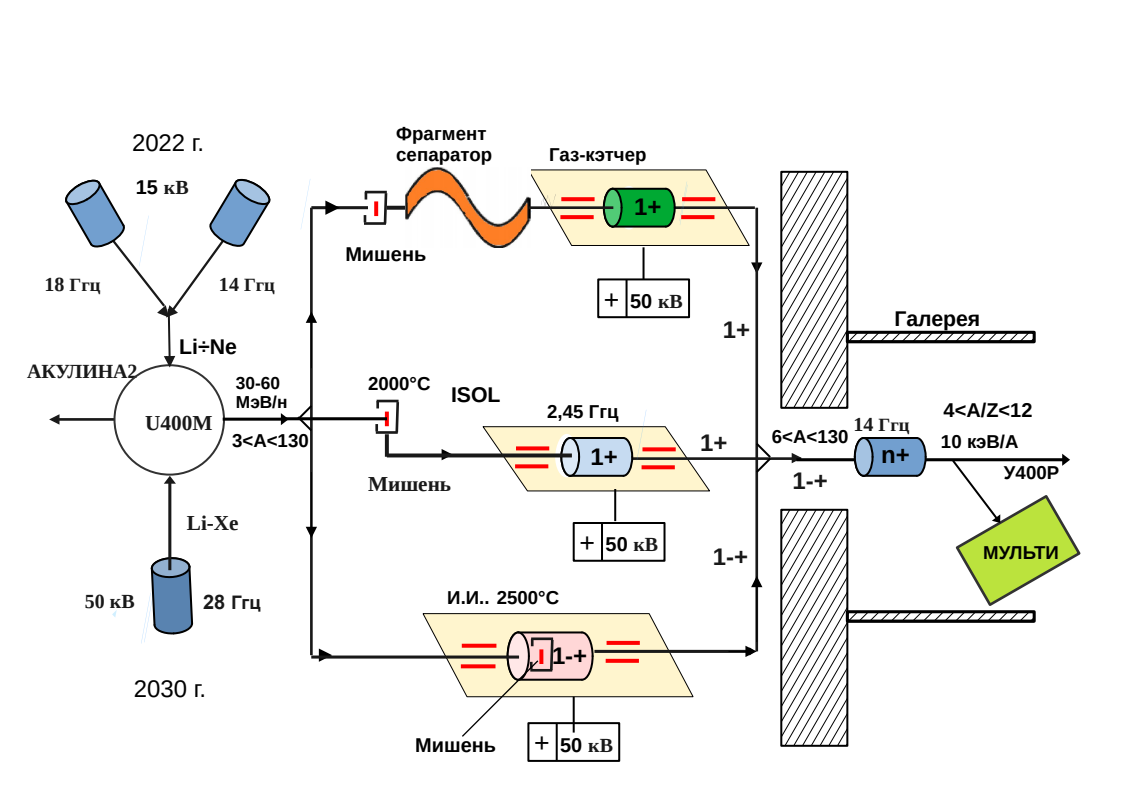 2022 г.
15 кВ
18 Ггц
14 Ггц
Li÷Ne
АКУЛИНА2
U400M
30-60
МэВ/н
3<A<130
Li-Xe
50 кВ
28 Ггц
2030 г.
Фрагмент
сепаратор
Газ-кэтчер
Мишень
1+
+ 50 кВ
1+
2000°C
ISOL
2,45 Ггц
Мишень
1+
1+
+ 50 кВ
1-+
И.И.. 2500°C
1-+
Мишень
+ 50 кВ
Галерея
6<A<130
1-+
14 Ггц
n+
4<A/Z<12
10 кэВ/А
У400Р
МУЛЬТИ